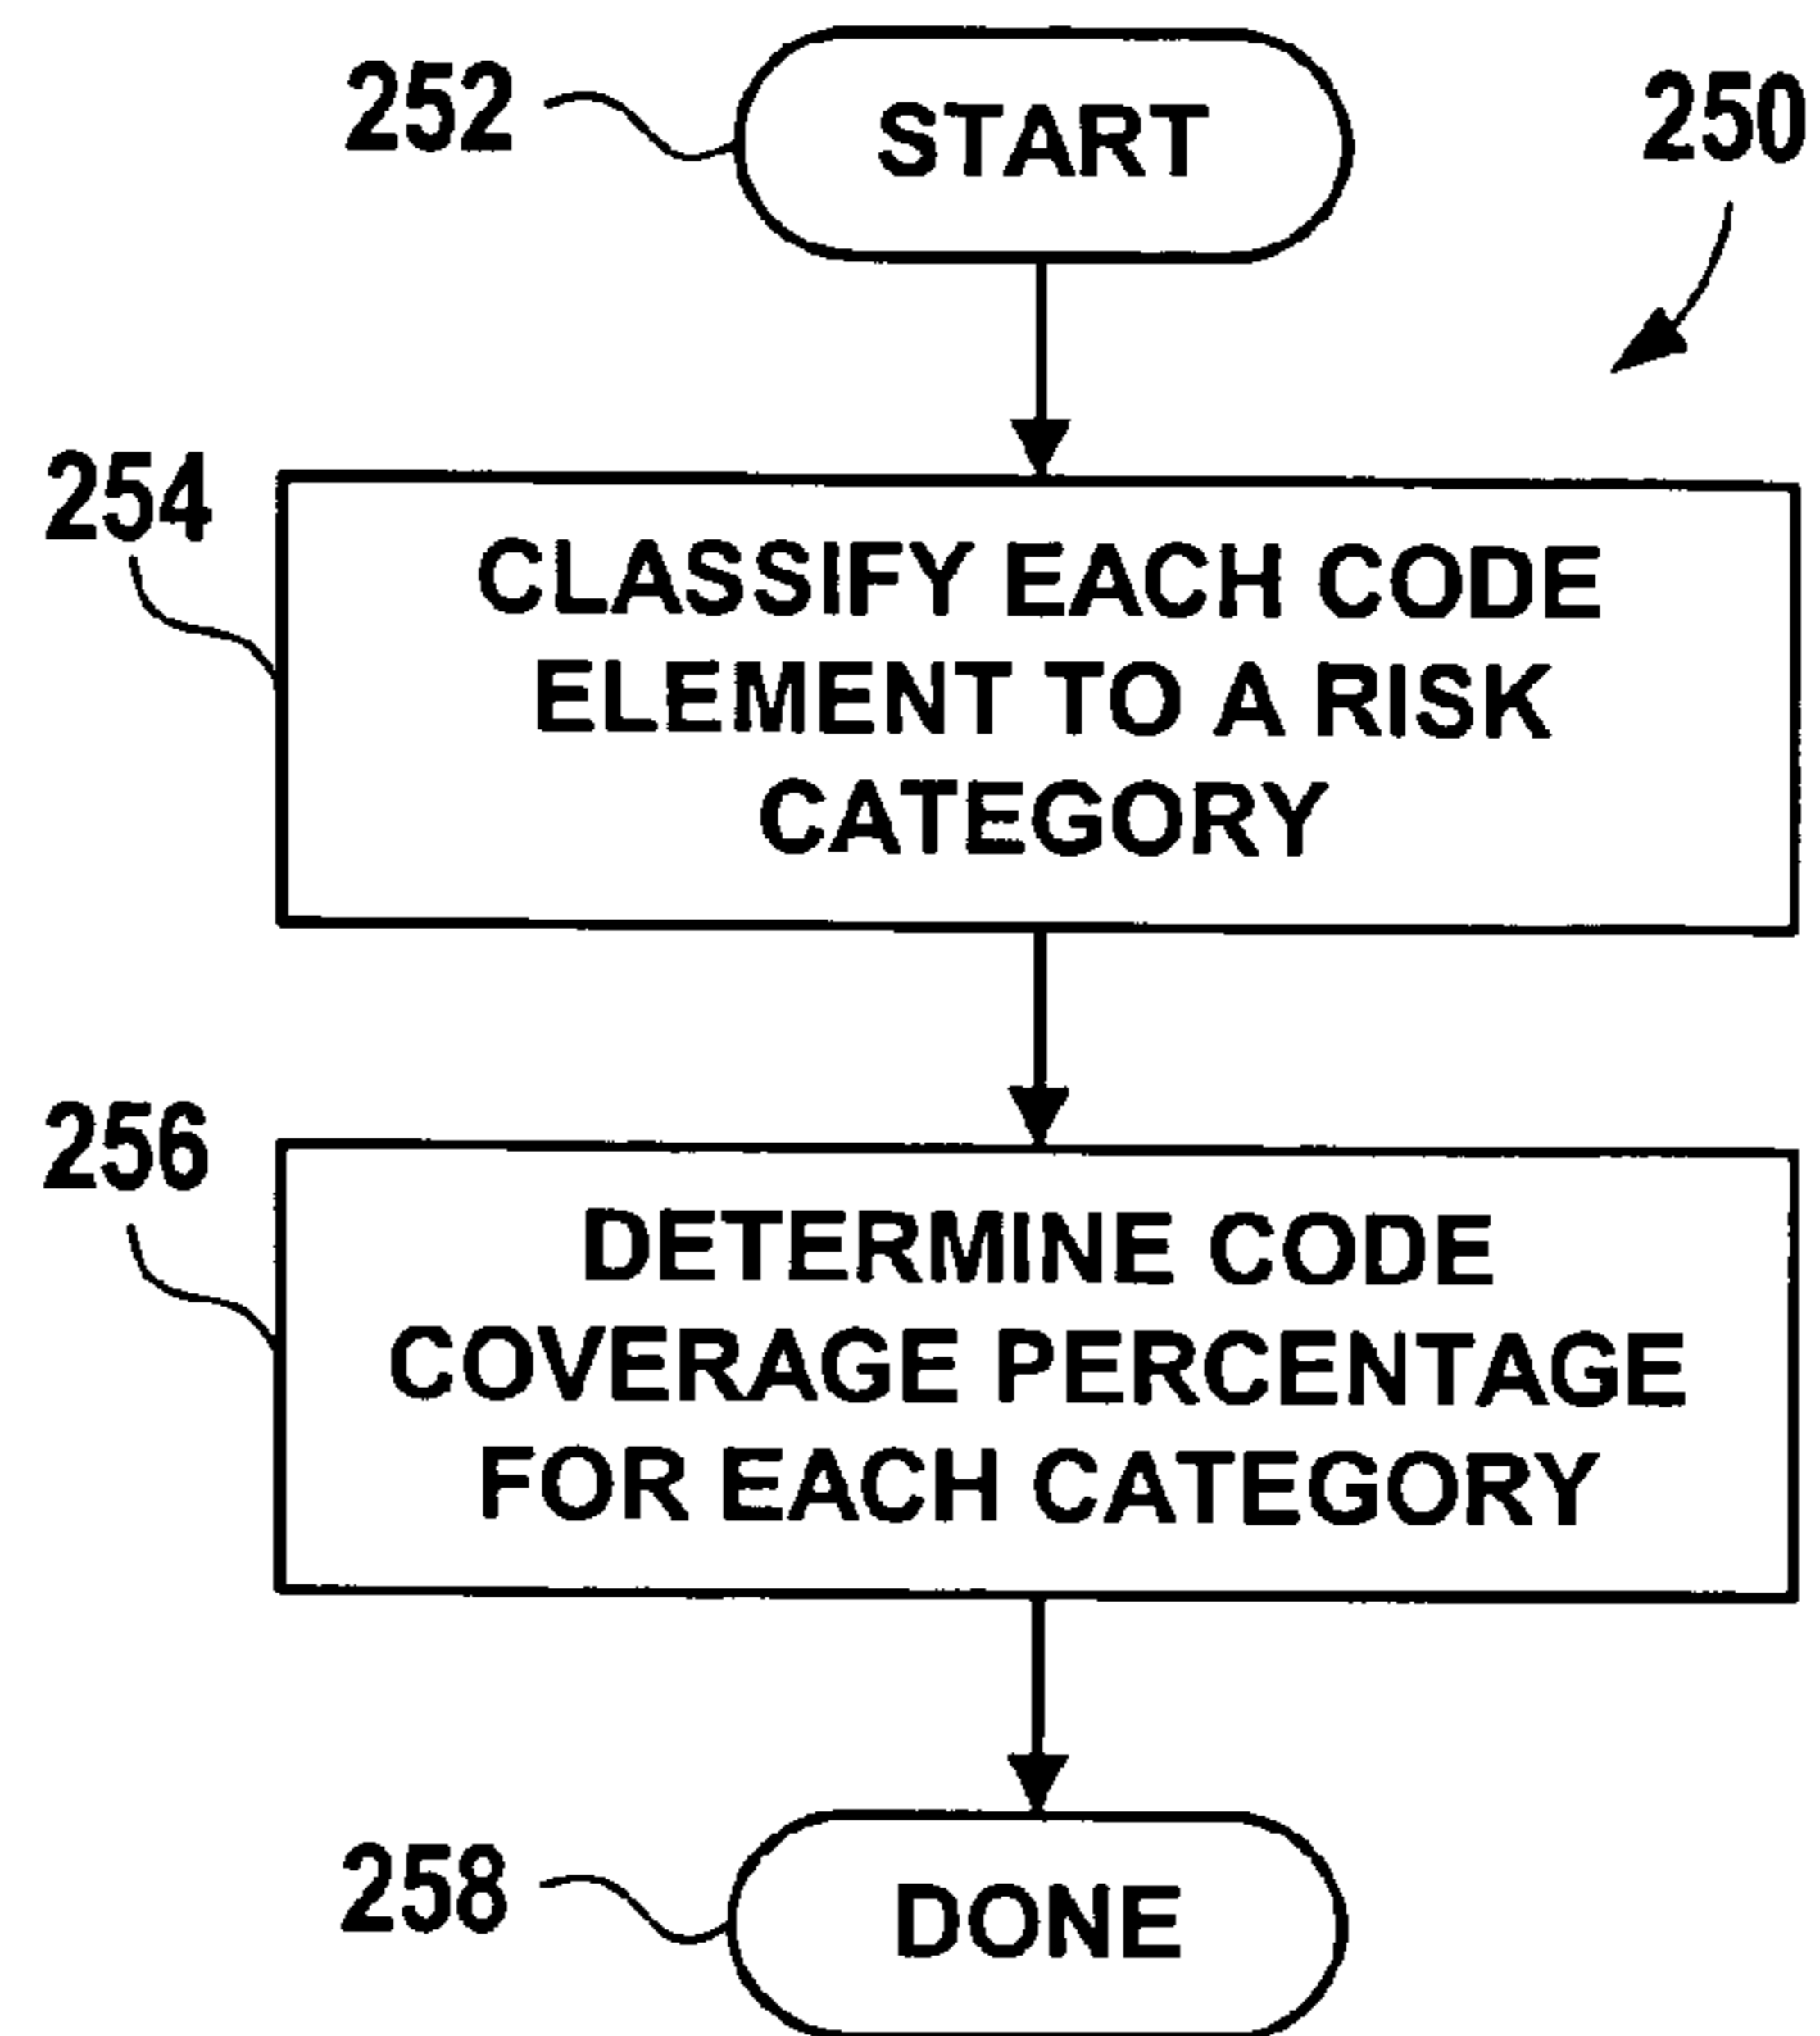 252
START
250
254
CLASSIFY EACH CODE
ELEMENT TO A RISK
CATEGORY
256
DETERMINE CODE
COVERAGE PERCENTAGE
FOR EACH CATEGORY
258
DONE